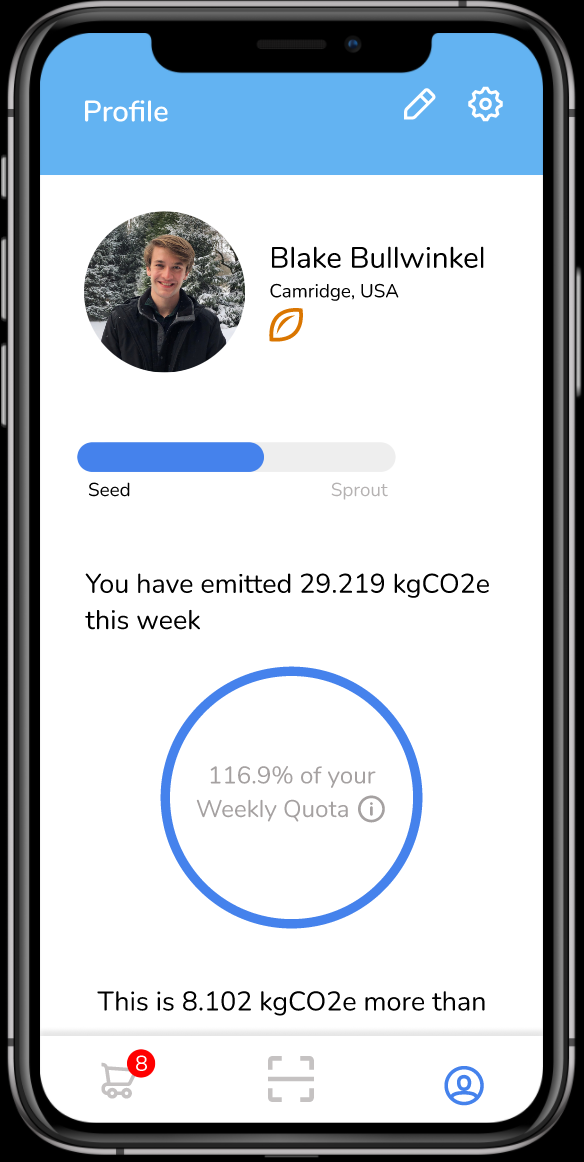 Profile
Blake Bullwinkel
Camridge, USA
Seed
Sprout
You have emitted 29.219 kgCO2e
this week
116.9% of your
Weekly Quota
This is 8.102 kgCO2e more than
8